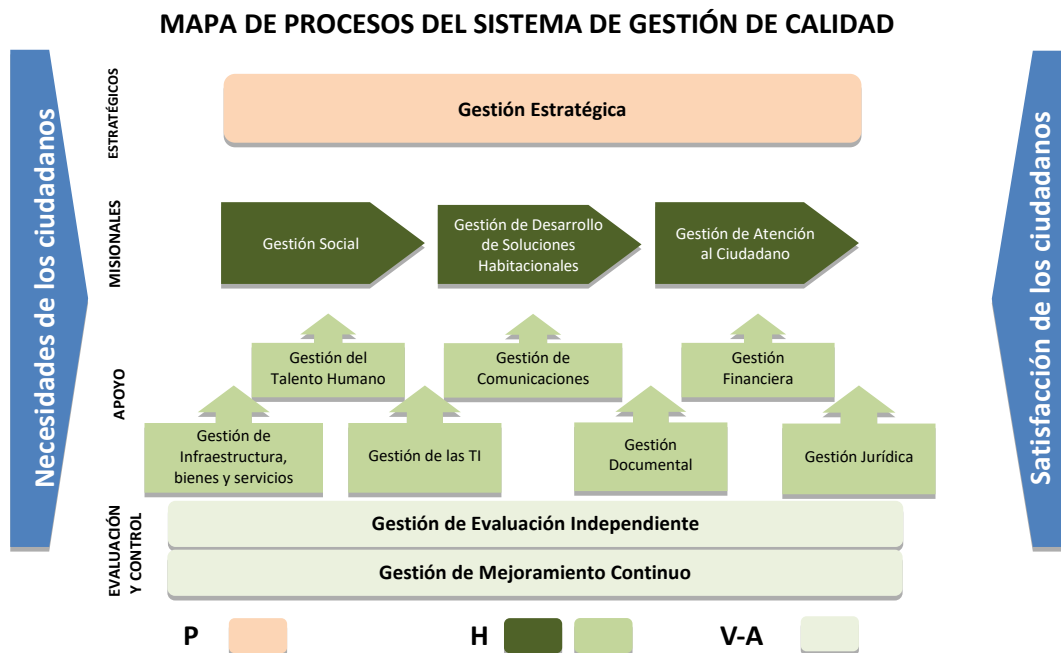 MAPA DE PROCESOS DEL SISTEMA DE GESTIÓN DE CALIDAD
Necesidades de los ciudadanos
ESTRATÉGICOS
Gestión Estratégica
MISIONALES
Gestión Social
Gestión de Desarrollo
de Soluciones
Habitacionales
Gestión de Atención
al Ciudadano
APOYO
Gestión del
Talento Humano
Gestión de
Comunicaciones
Gestión
Financiera
Gestión de
Infraestructura,
bienes y servicios
Gestión de las TI
Gestión
Documental
Gestión Jurídica
EVALUACIÓN
Y CONTROL
Gestión de Evaluación Independiente
Gestión de Mejoramiento Continuo
Satisfacción de los ciudadanos
P
H
V-A